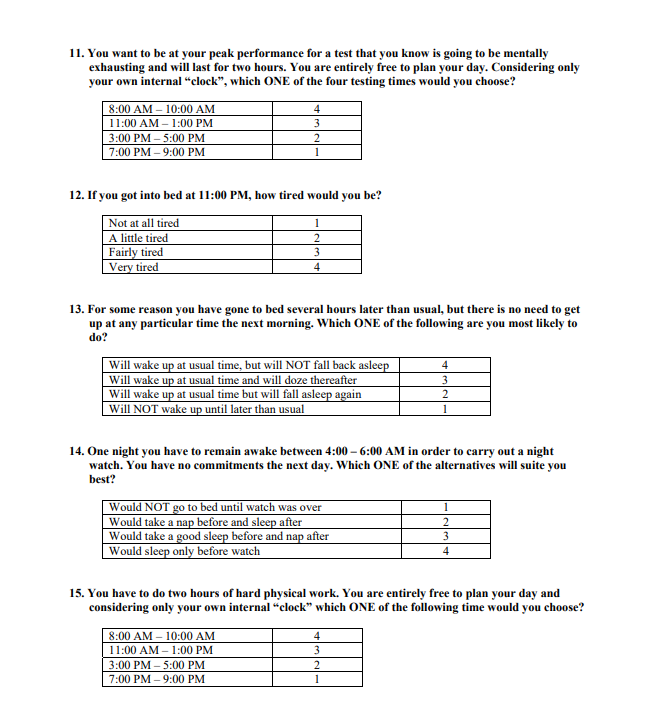 11. You want to be at your peak performance for a test that you know is going to be mentally
exhausting and will last for two hours. You are entirely free to plan your day. Considering only
your own internal “clock”, which ONE of the four testing times would you choose?
8:00 AM – 10:00 AM 4
11:00 AM – 1:00 PM 3
3:00 PM – 5:00 PM 2
7:00 PM – 9:00 PM 1
12. If you got into bed at 11:00 PM, how tired would you be?
Not at all tired 1
A little tired 2
Fairly tired 3
Very tired 4
13. For some reason you have gone to bed several hours later than usual, but there is no need to get
up at any particular time the next morning. Which ONE of the following are you most likely to
do?
Will wake up at usual time, but will NOT fall back asleep 4
Will wake up at usual time and will doze thereafter 3
Will wake up at usual time but will fall asleep again 2
Will NOT wake up until later than usual 1
14. One night you have to remain awake between 4:00 – 6:00 AM in order to carry out a night
watch. You have no commitments the next day. Which ONE of the alternatives will suite you
best?
Would NOT go to bed until watch was over 1
Would take a nap before and sleep after 2
Would take a good sleep before and nap after 3
Would sleep only before watch 4
15. You have to do two hours of hard physical work. You are entirely free to plan your day and
considering only your own internal “clock” which ONE of the following time would you choose?
8:00 AM – 10:00 AM 4
11:00 AM – 1:00 PM 3
3:00 PM – 5:00 PM 2
7:00 PM – 9:00 PM 1